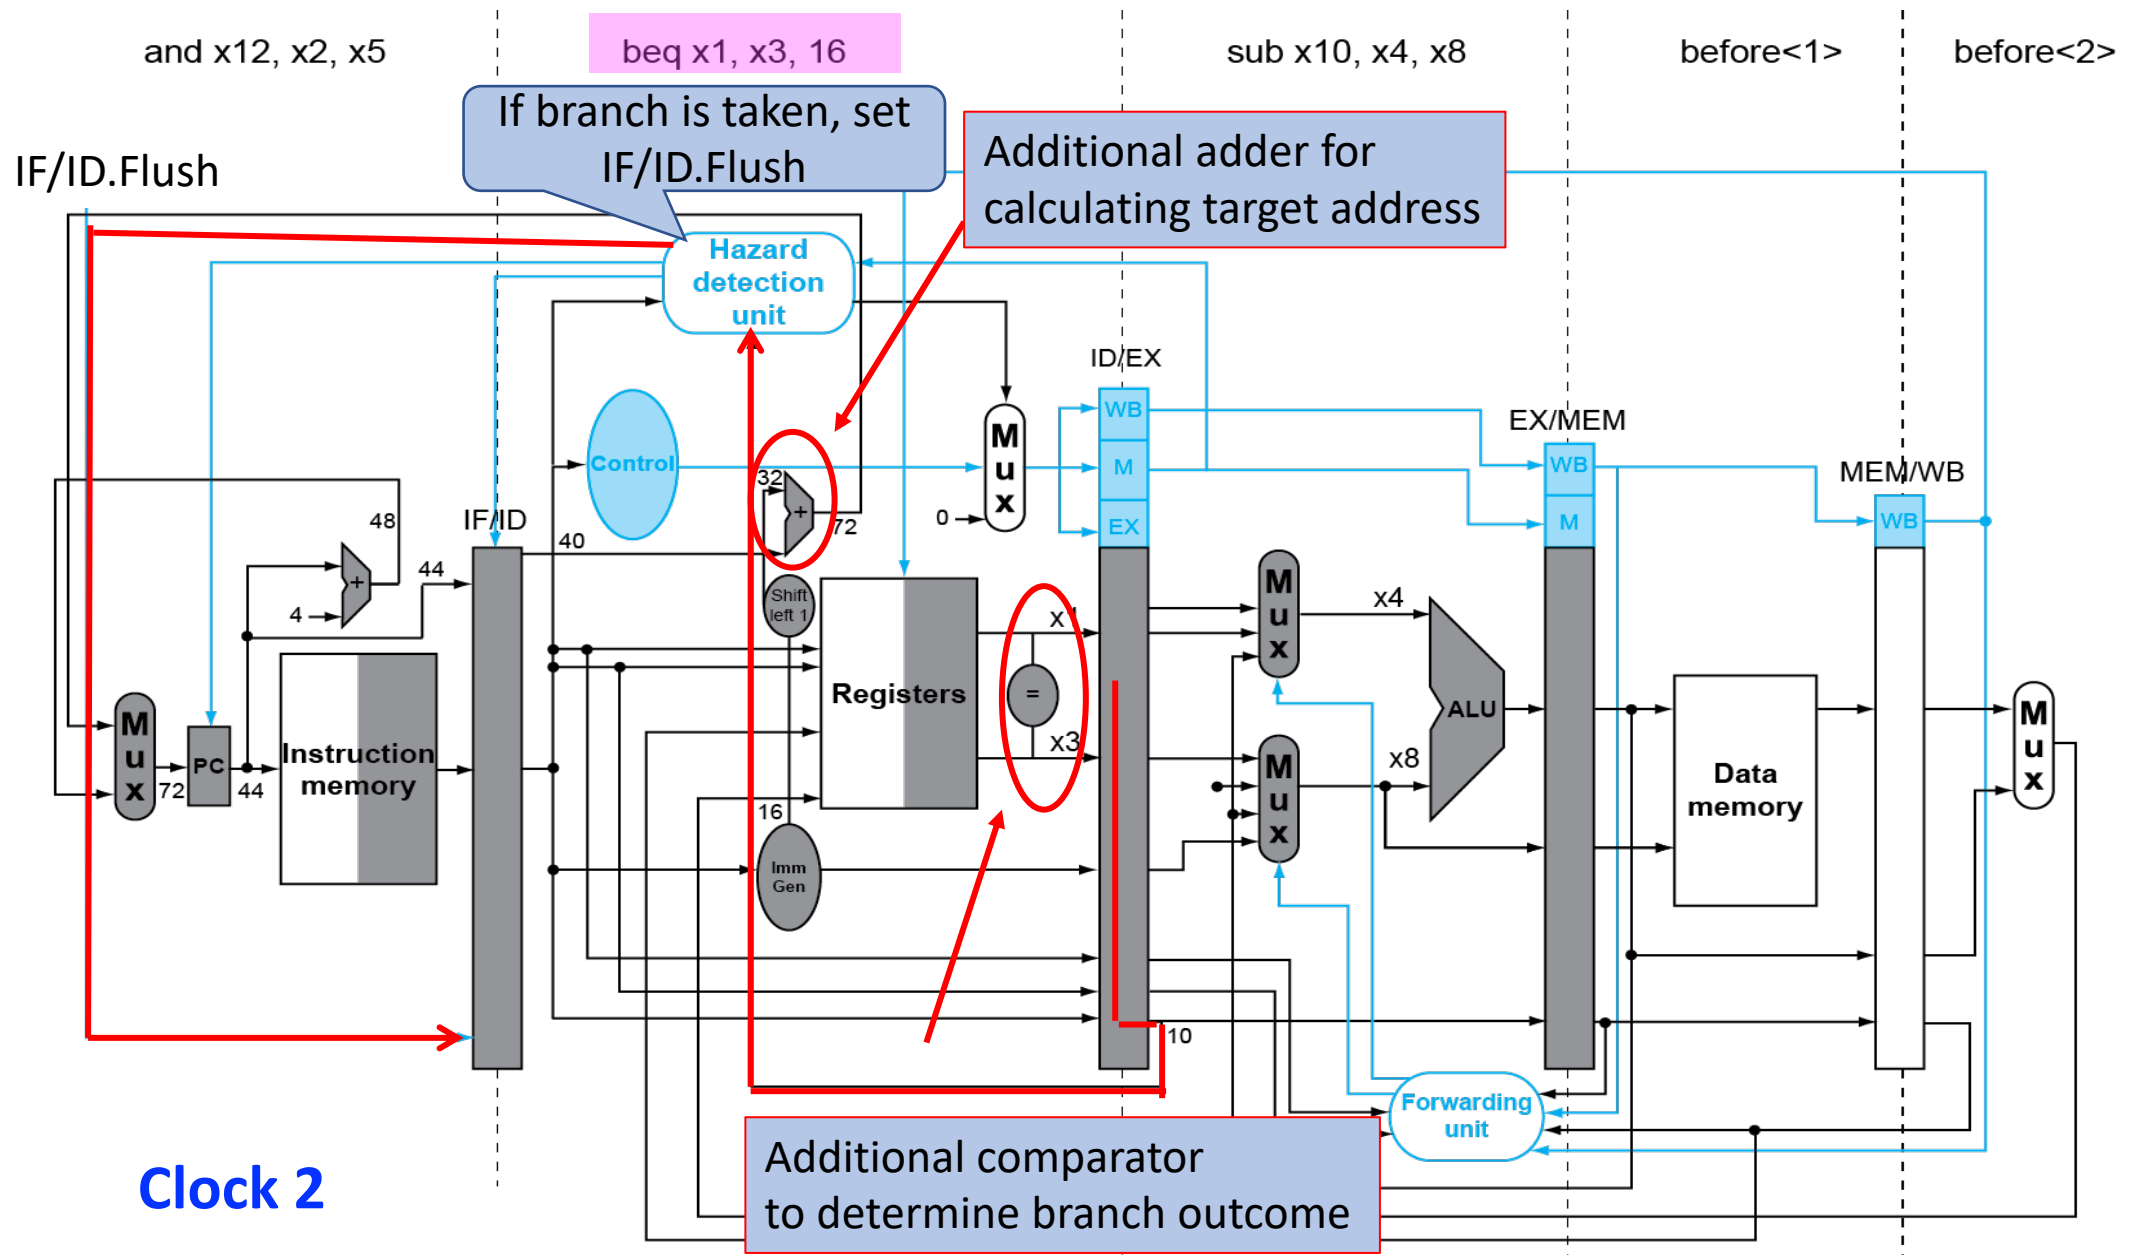 and x12, x2, x5
beq x1, x3, 16
sub x10, x4, x8
before<1>
before<2>
If branch is taken, set
IF/ID.Flush
Additional adder for
calculating target address
IF/ID.Flush
Hazard
detection
unit
ID/EX
WB
M
EX
Control
M
u
x
0
32
+
72
EX/MEM
WB
M
MEM/WB
WB
48
IF/ID
40
44
+
4
Shift
left 1
x1
=
x3
Registers
M
u
x
x4
ALU
M
u
x
x8
M
u
x
72
PC
44
Instruction
memory
16
Imm
Gen
Data
memory
M
u
x
10
Forwarding
unit
Additional comparator
to determine branch outcome
Clock 2